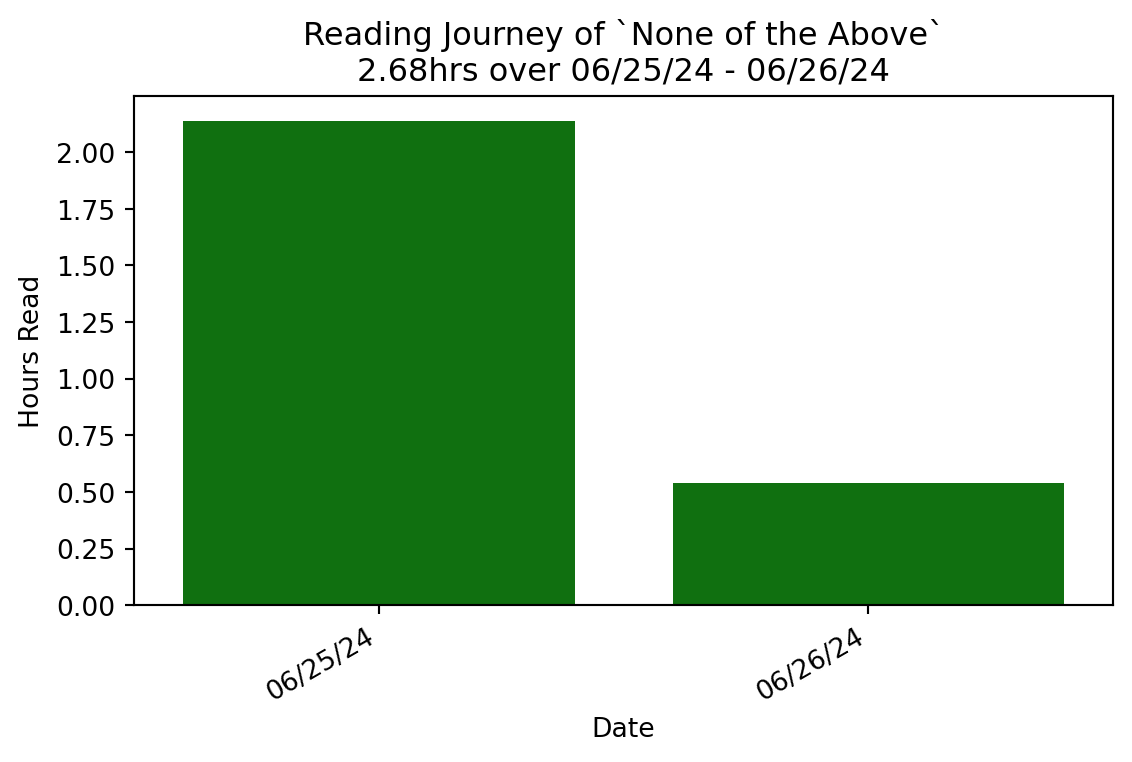 Reading Journey of `None of the Above`
2.68hrs over 06/25/24 - 06/26/24
Hours Read
2.00
1.75
1.50
1.25
1.00
0.75
0.50
0.25
0.00
06/25/24
06/26/24
Date